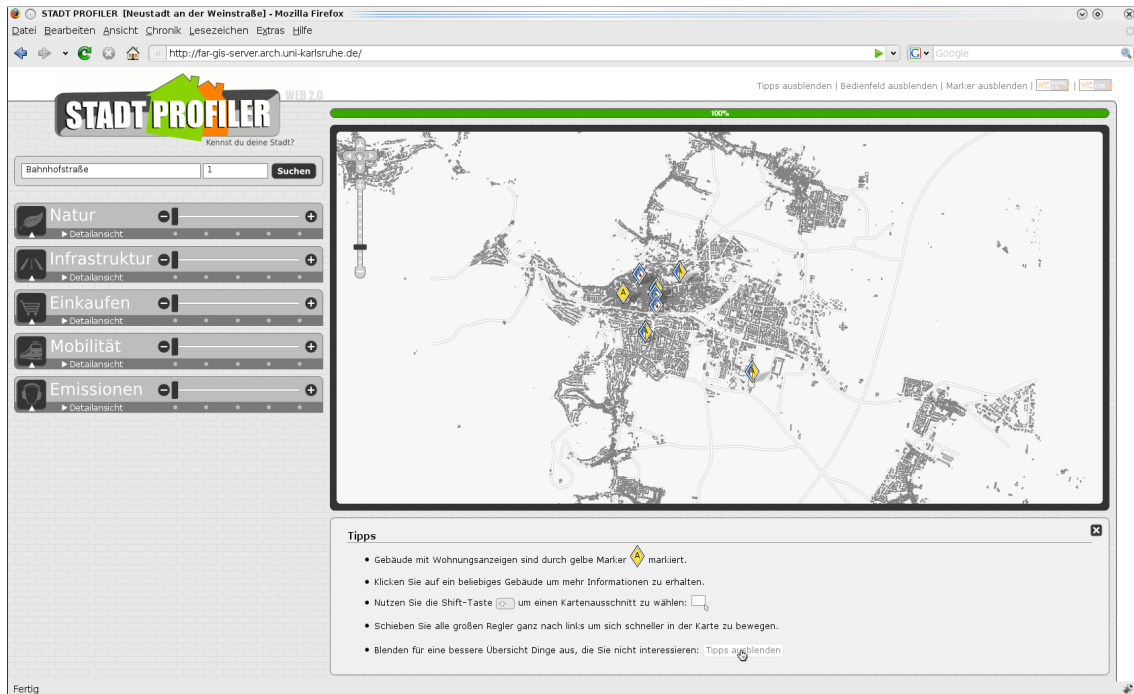 STADT PROFILER [Neustadt an der Weinstraße] - Mozilla Firefox
Datei Bearbeiten Ansicht Chronik Lesezeichen Extras Hilfe
http://far-gis-server.arch.uni-karlsruhe.de/
G Google
WEB 2.0
STADT PROFILER
Kennst du deine Stadt?
Tipps ausblenden | Bedienfeld ausblenden | Marker ausblenden | |
100%
Bahnhofstraße 1 Suchen
Natur
Detailansicht
Infrastruktur
Detailansicht
Einkaufen
Detailansicht
Mobilität
Detailansicht
Emissionen
Detailansicht
A
Tipps
• Gebäude mit Wohnungsanzeigen sind durch gelbe Marker A markiert.
• Klicken Sie auf ein beliebiges Gebäude um mehr Informationen zu erhalten.
• Nutzen Sie die Shift-Taste um einen Kartenausschnitt zu wählen:
• Schieben Sie alle großen Regler ganz nach links um sich schneller in der Karte zu bewegen.
• Blenden für eine bessere Übersicht Dinge aus, die Sie nicht interessieren: Tipps ausblenden
Fertig